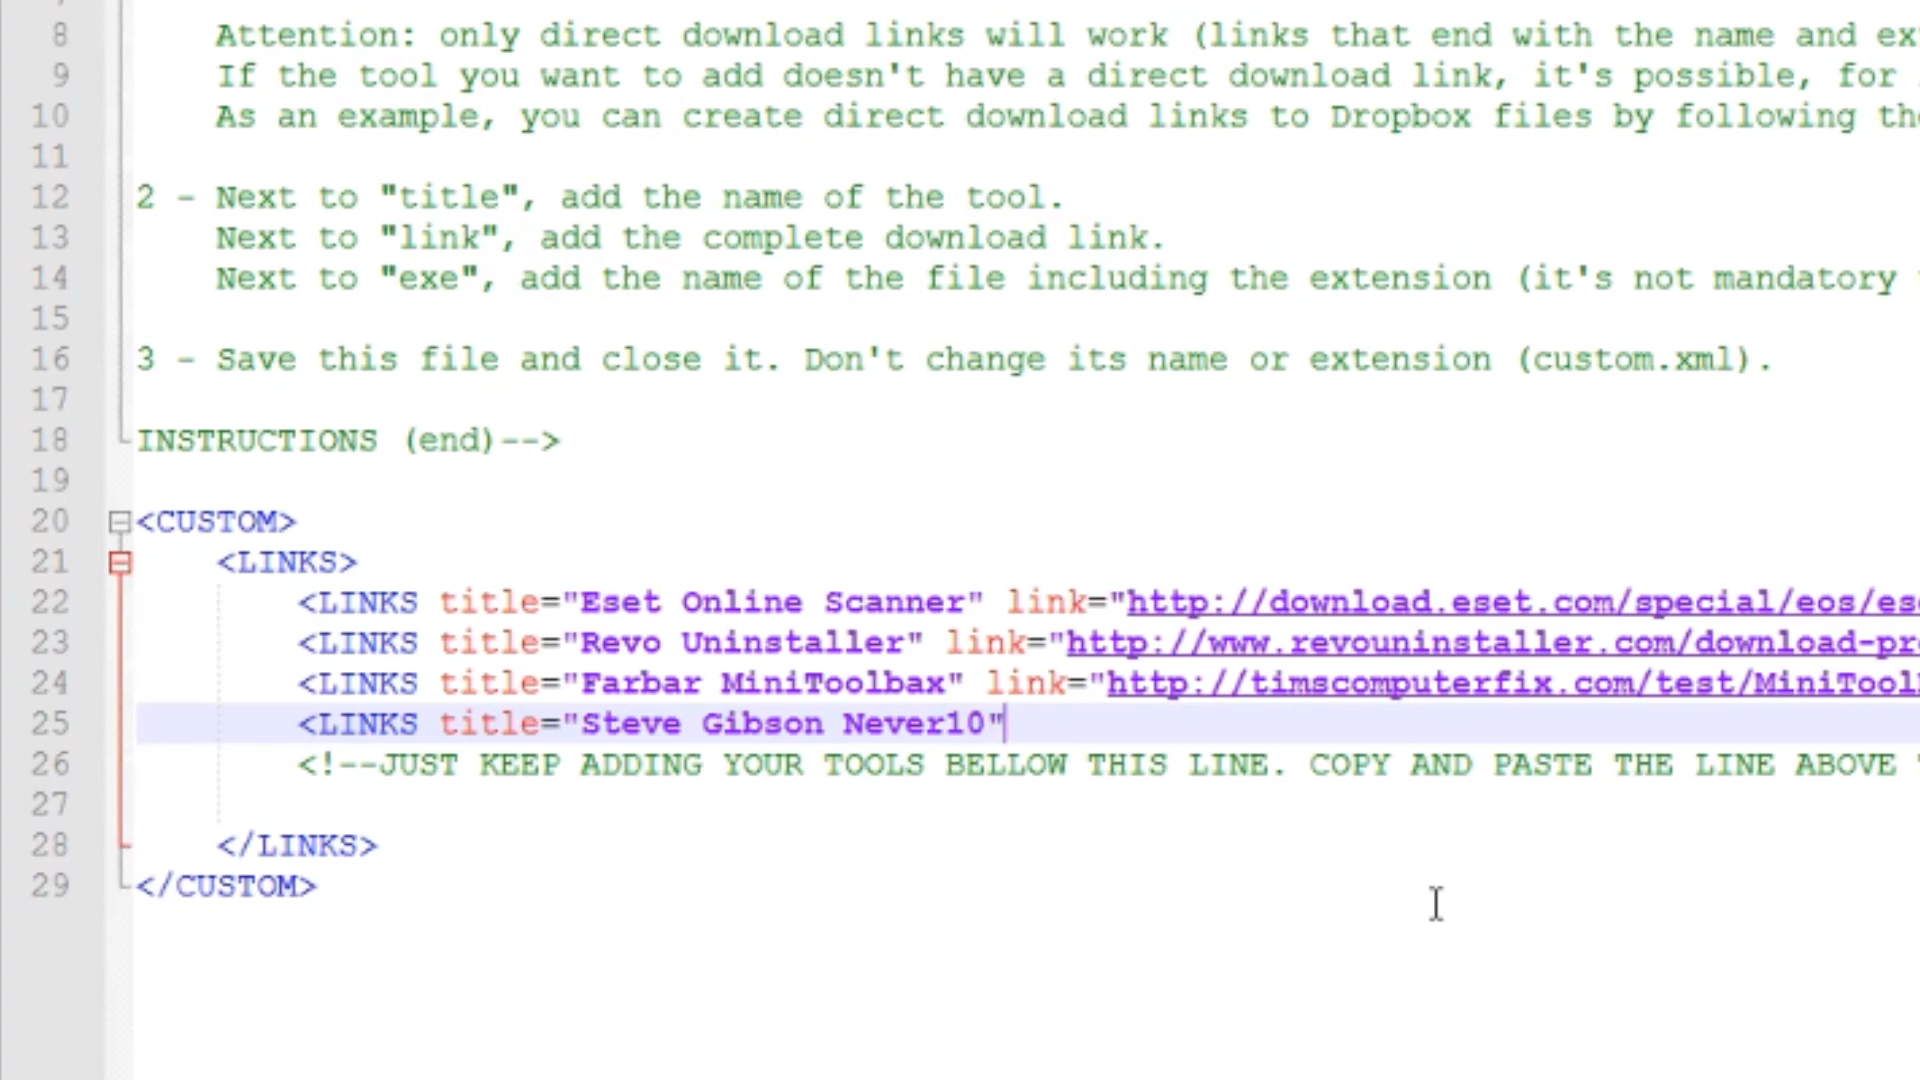 8 Attention: only direct download links will work (links that end with the name and
9 If the tool you want to add doesn't have a direct download link, it's possible, for
10 As an example, you can create direct download links to Dropbox files by following
11
12 2 - Next to "title", add the name of the tool.
13 Next to "link", add the complete download link.
14 Next to "exe", add the name of the file including the extension (it's not mandatory
15
16 3 - Save this file and close it. Don't change its name or extension (custom.xml).
17
18 INSTRUCTIONS (end)-->
19
20 <CUSTOM>
21 <LINKS>
22 <LINKS title="Eset Online Scanner" link="http://download.eset.com/special/eos/es
23 <LINKS title="Revo Uninstaller" link="http://www.revouninstaller.com/download-pr
24 <LINKS title="Farbar MiniToolbax" link="http://timscomputerfix.com/test/MiniTool
25 <LINKS title="Steve Gibson Never10"
26 <!--JUST KEEP ADDING YOUR TOOLS BELLOW THIS LINE. COPY AND PASTE THE LINE ABOVE
27
28 </LINKS>
29 </CUSTOM>